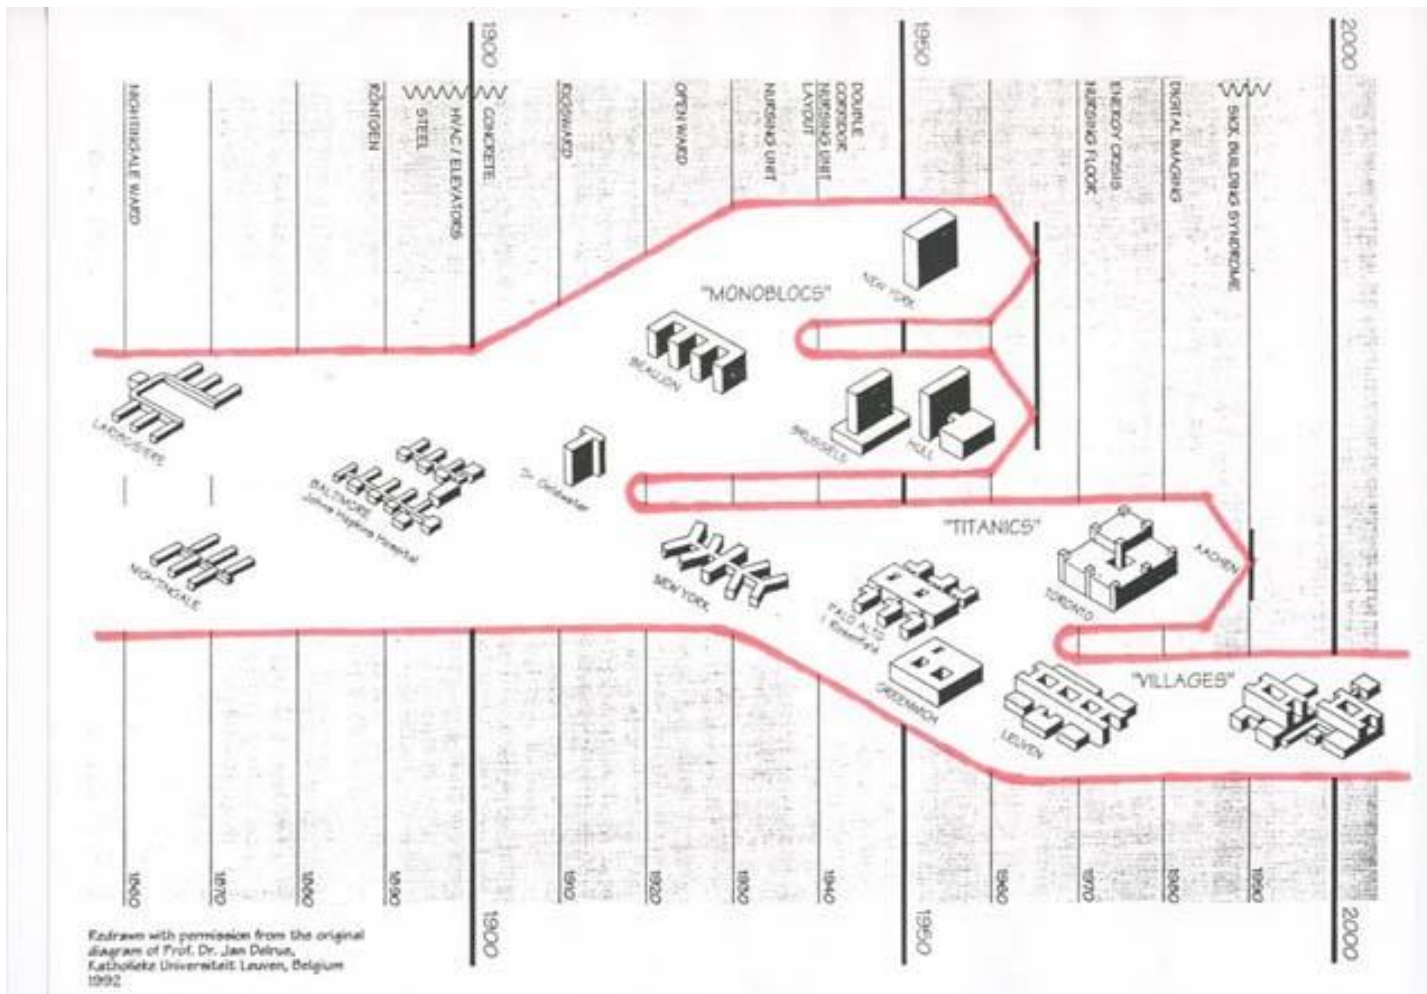 1900
1950
2000
NIGHTINGALE WARD
RÖNTGEN
STEEL
HVAC / ELEVATORS
CONCRETE
RIGSWARD
OPEN WARD
NURSING UNIT
DOUBLE
CORRIDOR
NURSING UNIT
LAYOUT
NURSING FLOOR
ENERGY CRISIS
DIGITAL IMAGING
SICK BUILDING SYNDROME
"MONOBLOCS"
NEW YORK
BEAUJON
BRUSSELS
HULL
LARIBOISIERE
BALTIMORE
Johns Hopkins Hospital
Dr. Goldwater
NIGHTINGALE
"TITANICS"
NEW YORK
PALO ALTO
GREENWICH
TORONTO
AACHEN
"VILLAGES"
LEUVEN
1860
1870
1880
1890
1900
1910
1920
1930
1940
1950
1960
1970
1980
1990
2000
Redrawn with permission from the original
diagram of Prof. Dr. Jan Delrue,
Katholieke Universiteit Leuven, Belgium
1992